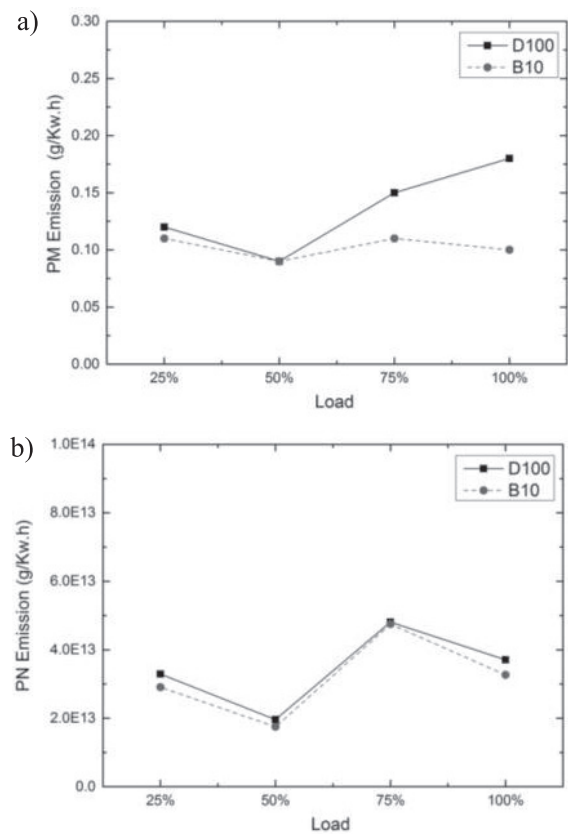 a)
0.30
0.25
0.20
0.15
0.10
0.05
0.00
PM Emission (g/Kw.h)
D100
B10
25% 50% 75% 100%
Load
b)
1.0E14
8.0E13
6.0E13
4.0E13
2.0E13
0.0
PN Emission (g/Kw.h)
D100
B10
25% 50% 75% 100%
Load